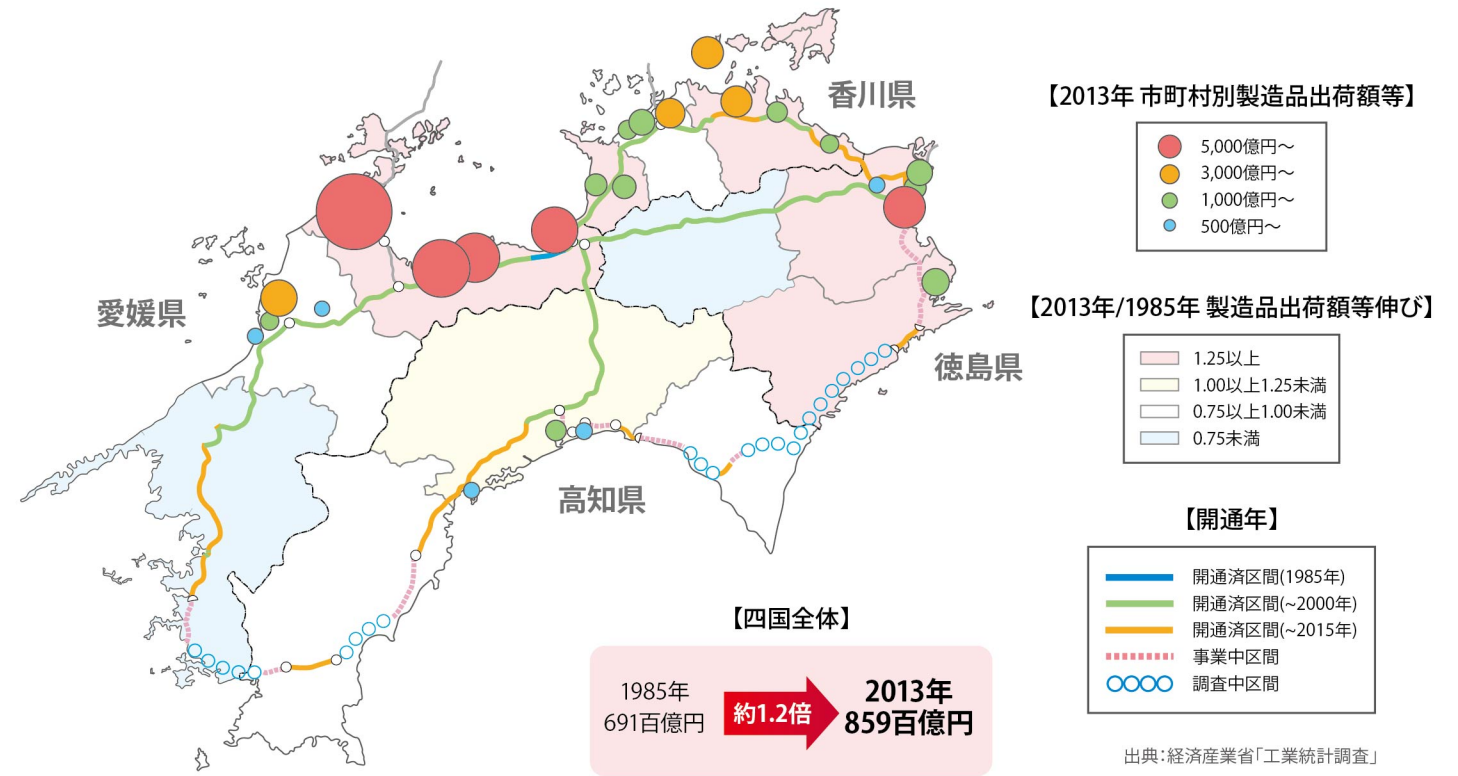 香川県
愛媛県
徳島県
高知県
【2013年 市町村別製造品出荷額等】
5,000億円～
3,000億円～
1,000億円～
500億円～
【2013年/1985年 製造品出荷額等伸び】
1.25以上
1.00以上1.25未満
0.75以上1.00未満
0.75未満
【開通年】
開通済区間(1985年)
開通済区間(~2000年)
開通済区間(~2015年)
事業中区間
調査中区間
【四国全体】
1985年
691百億円
約1.2倍
2013年
859百億円
出典：経済産業省「工業統計調査」